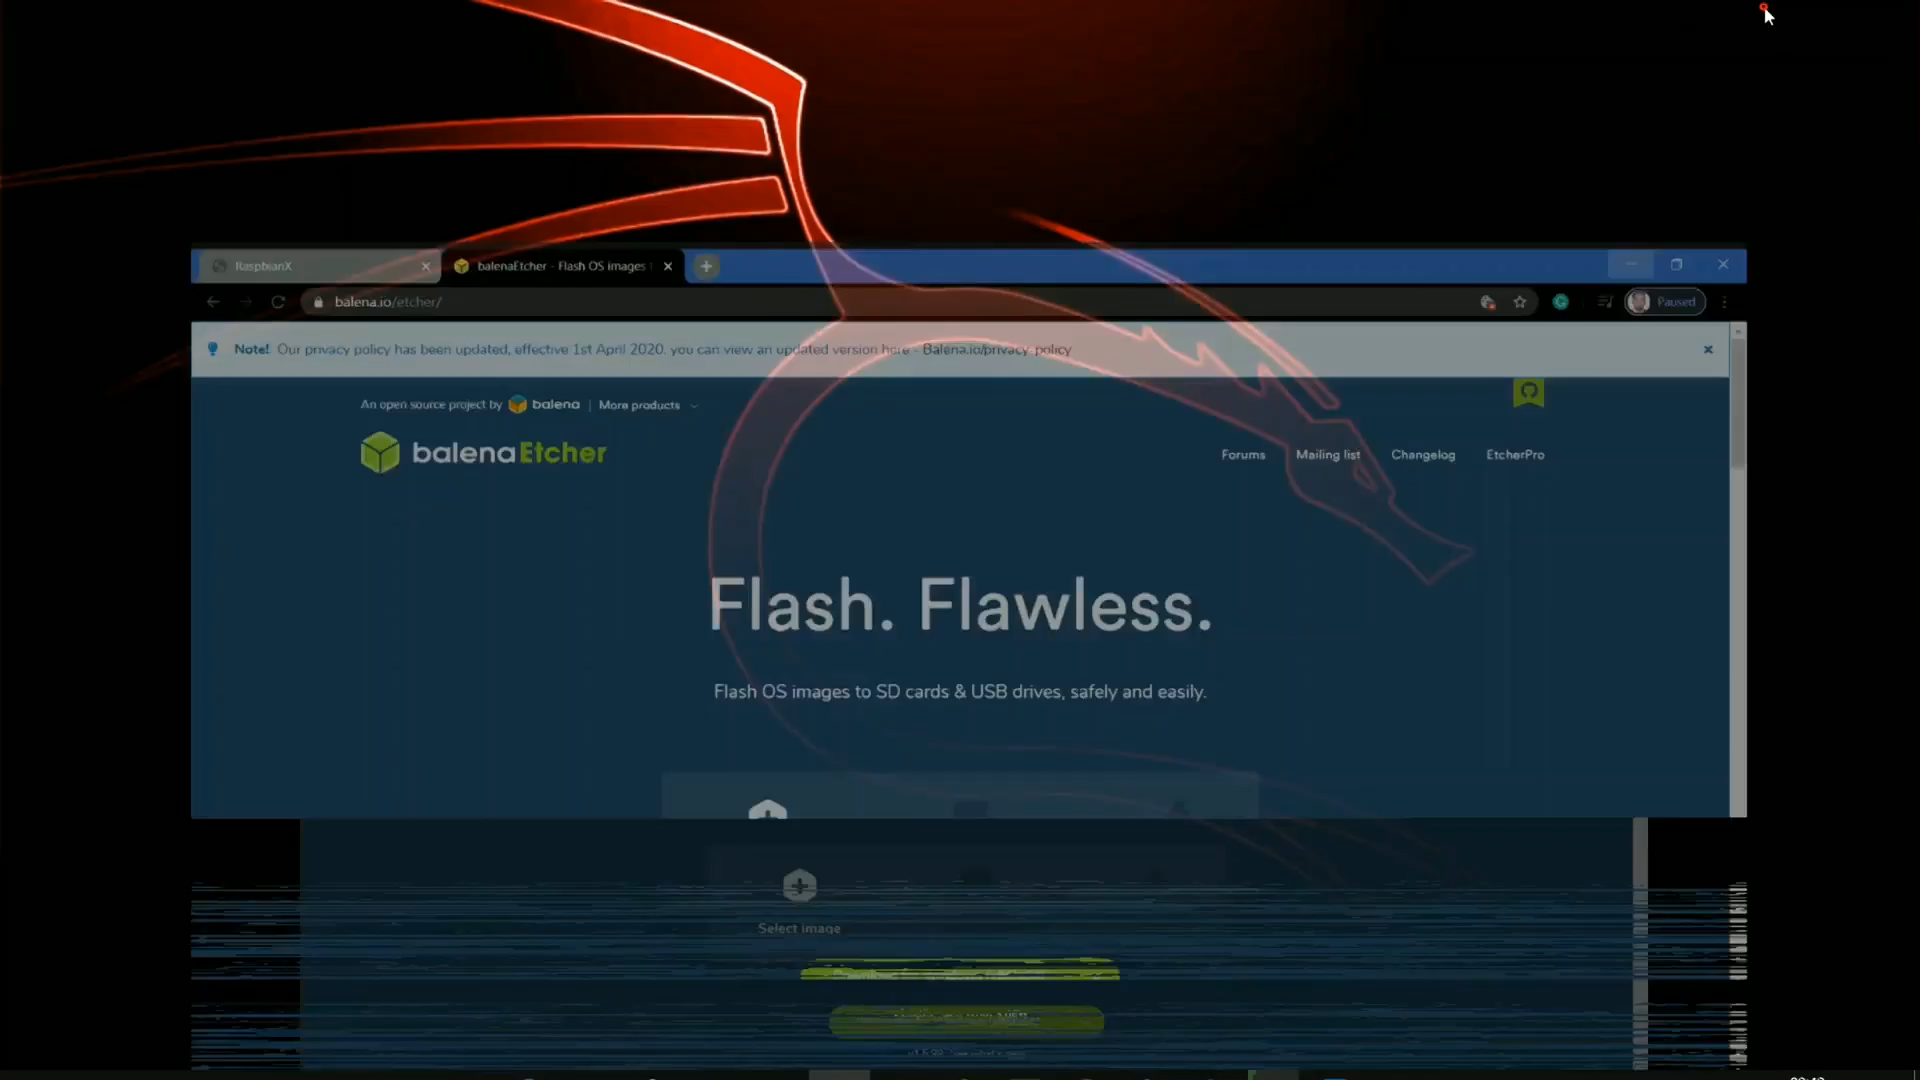 RaspbianX
balenaEtcher - Flash OS images
balena.io/etcher/
Paused
Note! Our privacy policy has been updated, effective 1st April 2020. you can view an updated version here - Balena.io/privacy-policy
An open source project by balena | More products
balenaEtcher
Forums Mailing list Changelog EtcherPro
Flash. Flawless.
Flash OS images to SD cards & USB drives, safely and easily.
Select image